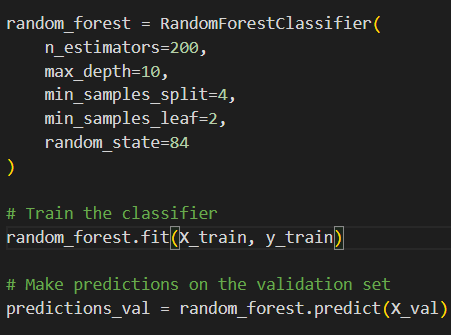 random_forest = RandomForestClassifier(
    n_estimators=200,
    max_depth=10,
    min_samples_split=4,
    min_samples_leaf=2,
    random_state=84
)
# Train the classifier
random_forest.fit(X_train, y_train)
# Make predictions on the validation set
predictions_val = random_forest.predict(X_val)